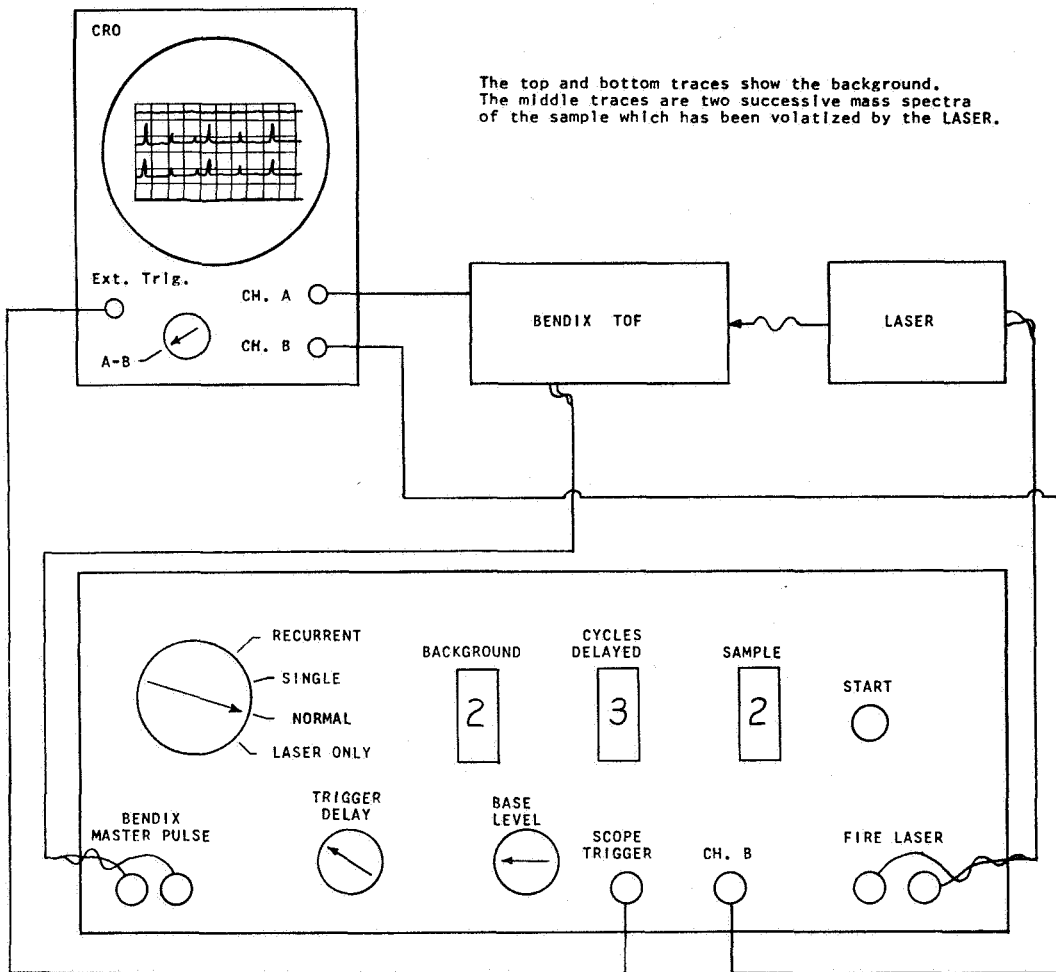 CRO
The top and bottom traces show the background.
The middle traces are two successive mass spectra
of the sample which has been volatized by the LASER.
Ext. Trig.
CH. A
A-B
CH. B
BENDIX TOF
LASER
RECURRENT
SINGLE
NORMAL
LASER ONLY
BACKGROUND
2
CYCLES
DELAYED
3
SAMPLE
2
START
BENDIX
MASTER PULSE
TRIGGER
DELAY
BASE
LEVEL
SCOPE
TRIGGER
CH. B
FIRE LASER